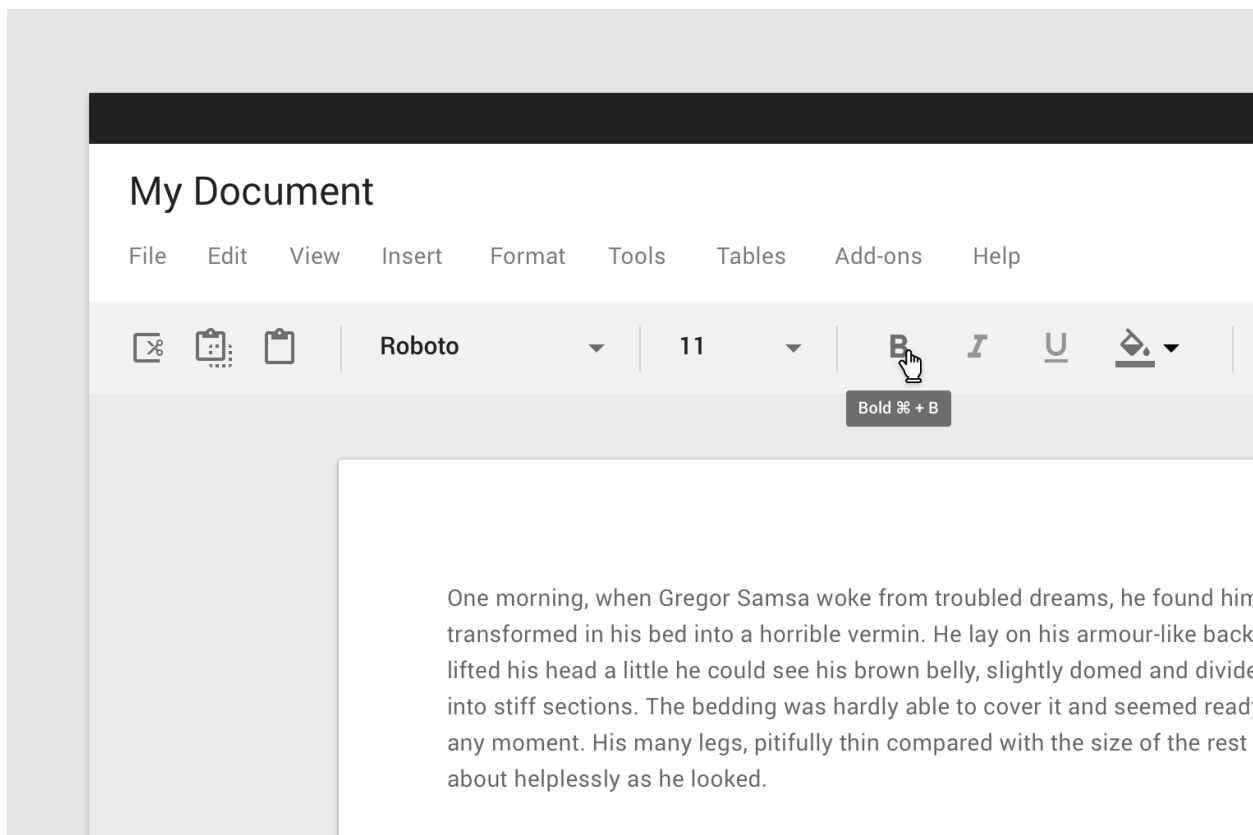 My Document
File Edit View Insert Format Tools Tables Add-ons Help
Roboto 11 B I U
Bold ⌘ + B
One morning, when Gregor Samsa woke from troubled dreams, he found him
transformed in his bed into a horrible vermin. He lay on his armour-like back
lifted his head a little he could see his brown belly, slightly domed and divide
into stiff sections. The bedding was hardly able to cover it and seemed ready
any moment. His many legs, pitifully thin compared with the size of the rest
about helplessly as he looked.